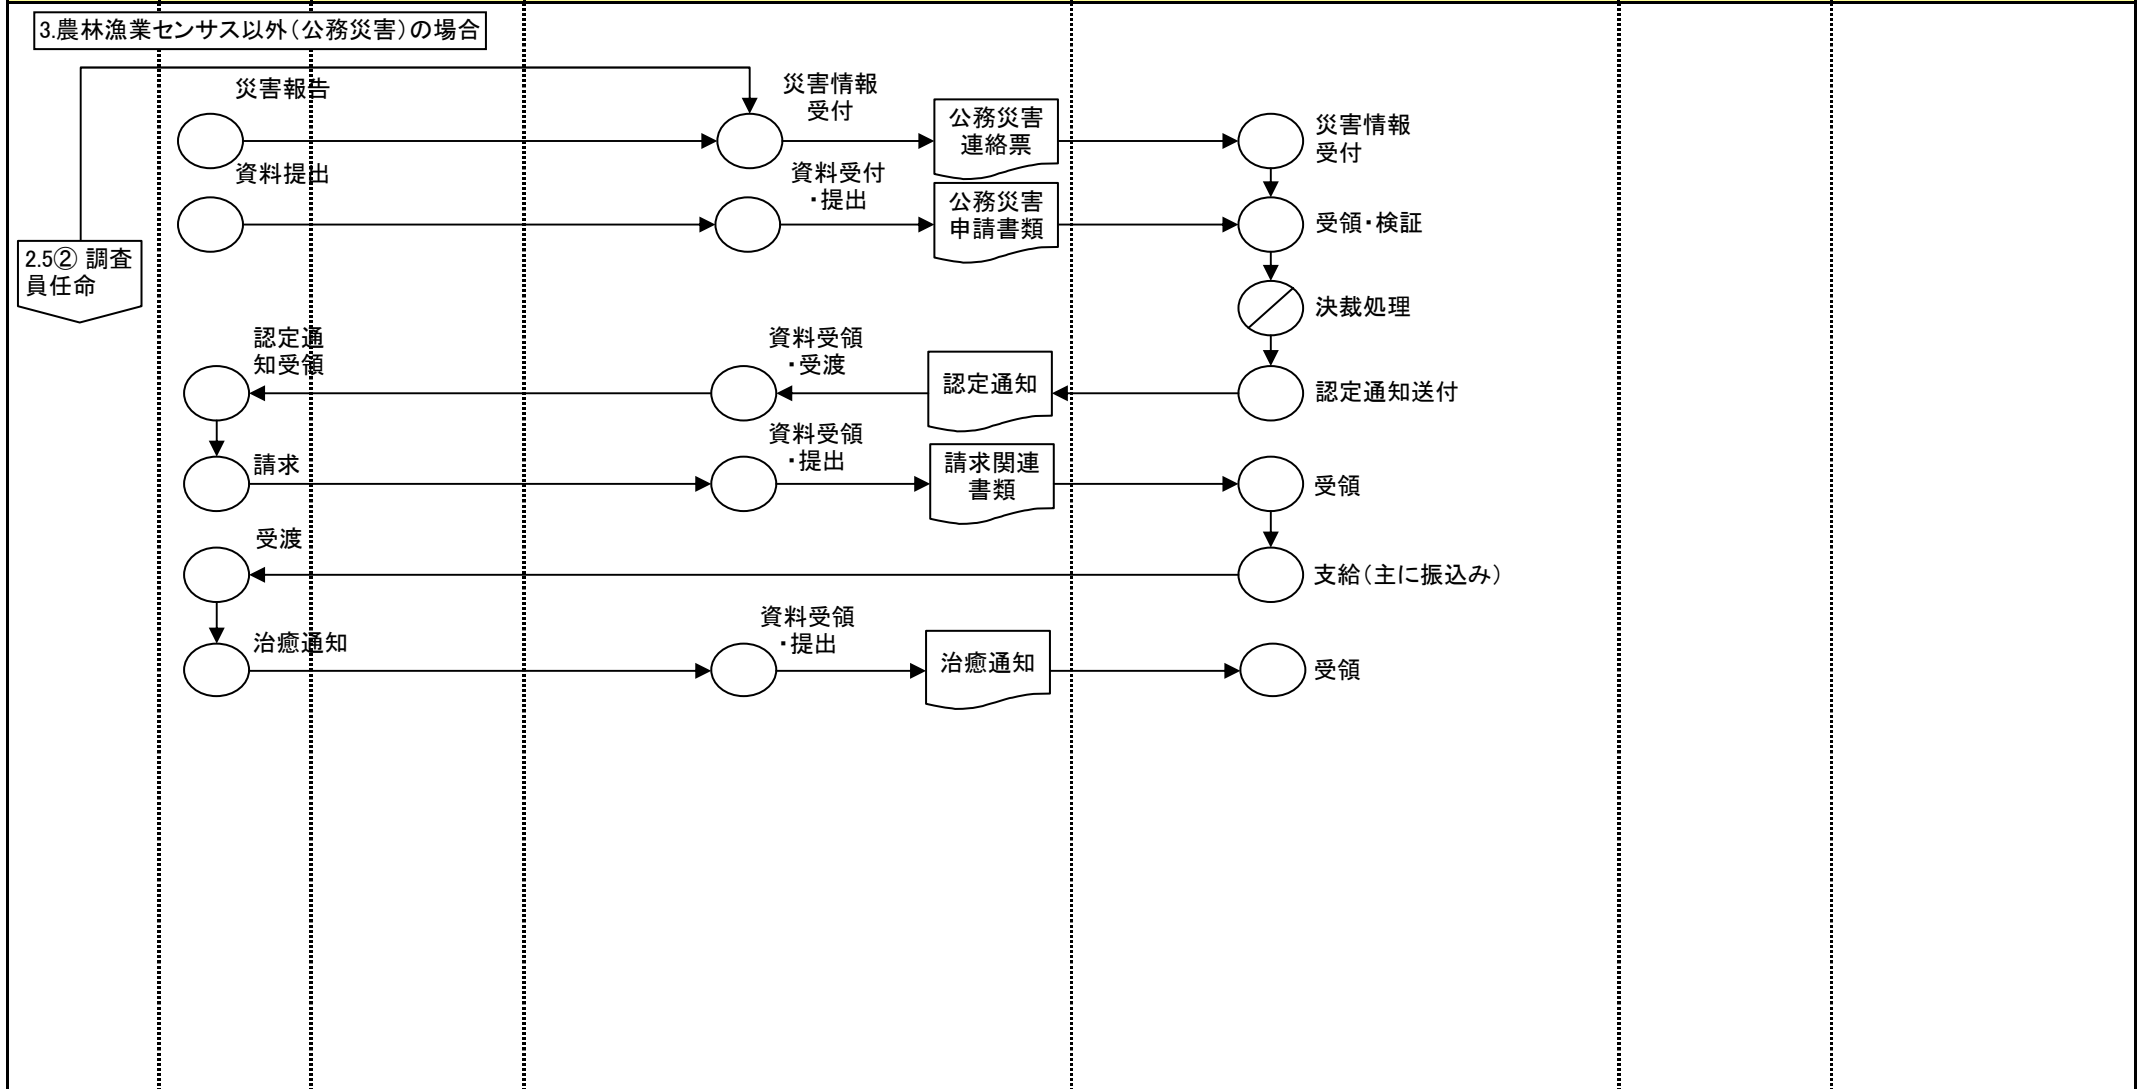 3.農林漁業センサス以外(公務災害)の場合
災害報告
災害情報
受付
公務災害
連絡票
災害情報
受付
資料提出
資料受付
・提出
公務災害
申請書類
受領・検証
2.5② 調査
員任命
決裁処理
認定通
知受領
資料受領
・受渡
認定通知
認定通知送付
請求
資料受領
・提出
請求関連
書類
受領
受渡
支給(主に振込み)
治癒通知
資料受領
・提出
治癒通知
受領